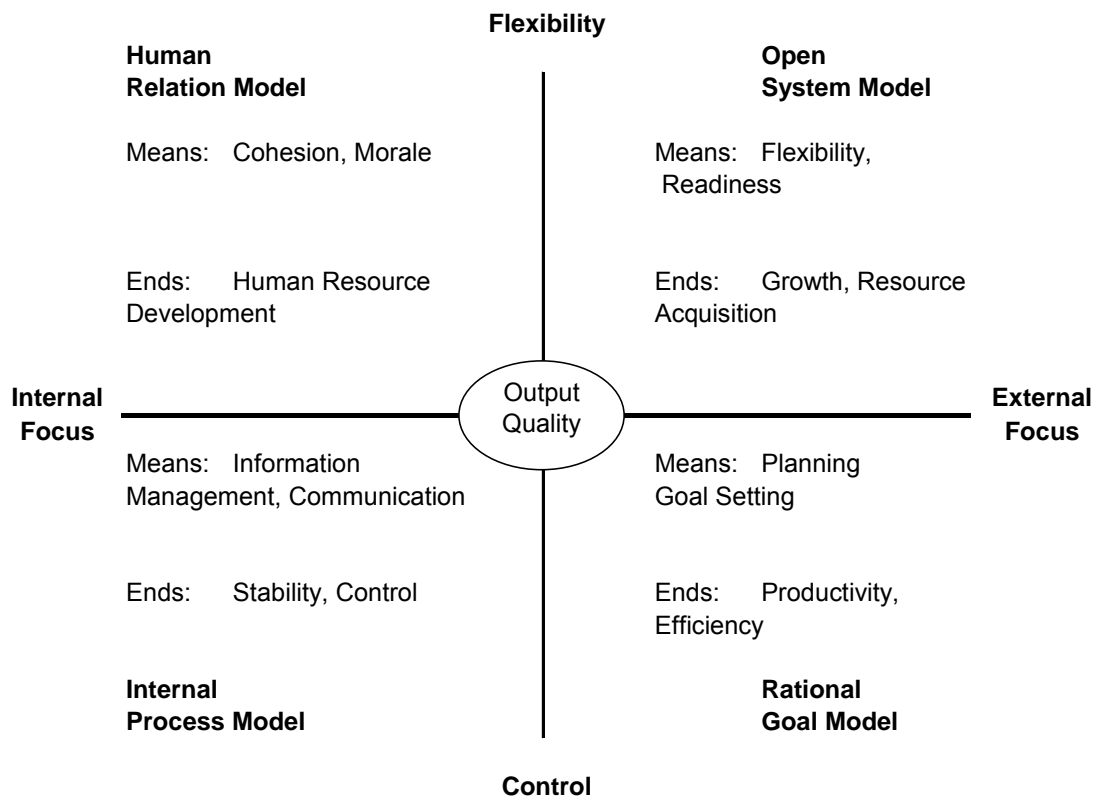 Flexibility
Human
Relation Model
Open
System Model
Means: Cohesion, Morale
Means: Flexibility,
Readiness
Ends: Human Resource
Development
Ends: Growth, Resource
Acquisition
Internal
Focus
Output
Quality
External
Focus
Means: Information
Management, Communication
Means: Planning
Goal Setting
Ends: Stability, Control
Ends: Productivity,
Efficiency
Internal
Process Model
Rational
Goal Model
Control